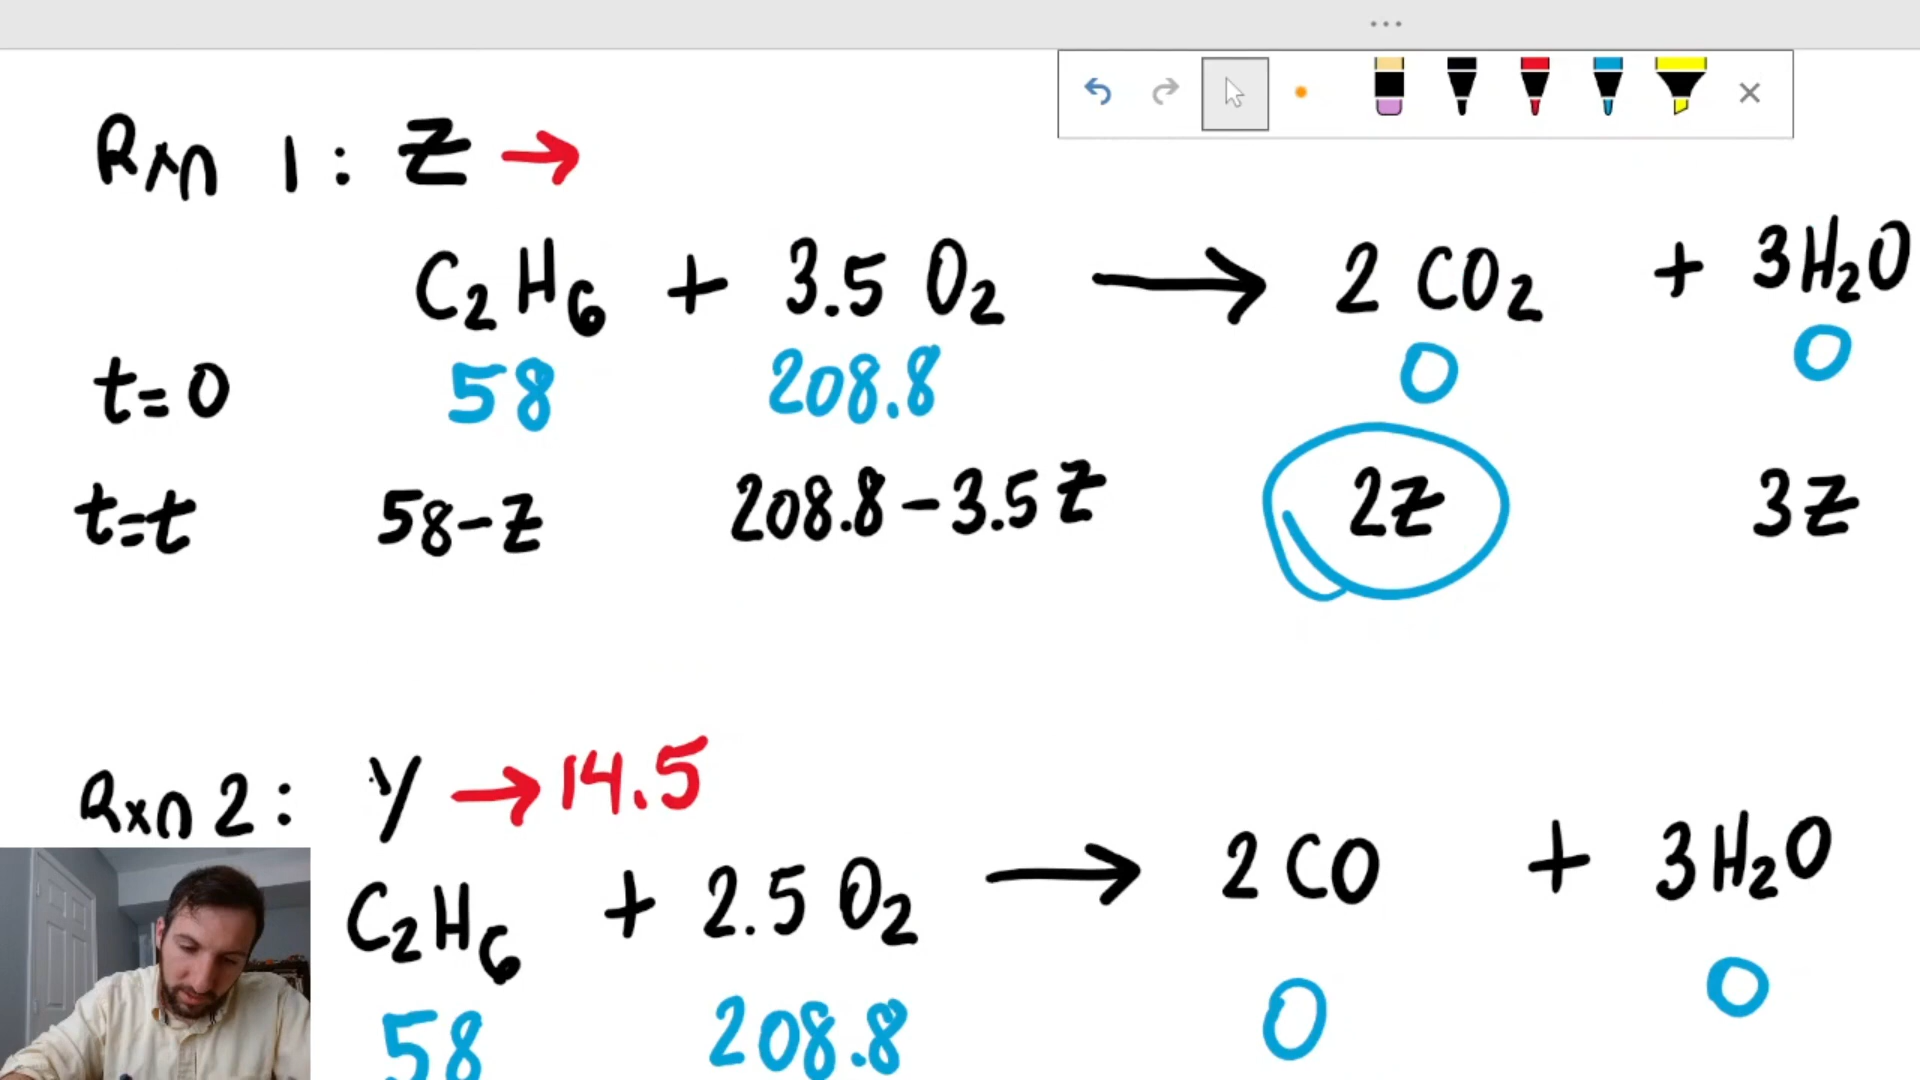 Rxn 1: Z →
C2H6 + 3.5 O2 → 2 CO2 + 3H2O
t=0 58 208.8 0 0
t=t 58-Z 208.8-3.5Z 2Z 3Z
Rxn 2: Y → 14.5
C2H6 + 2.5 O2 → 2 CO + 3H2O
58 208.8 0 0